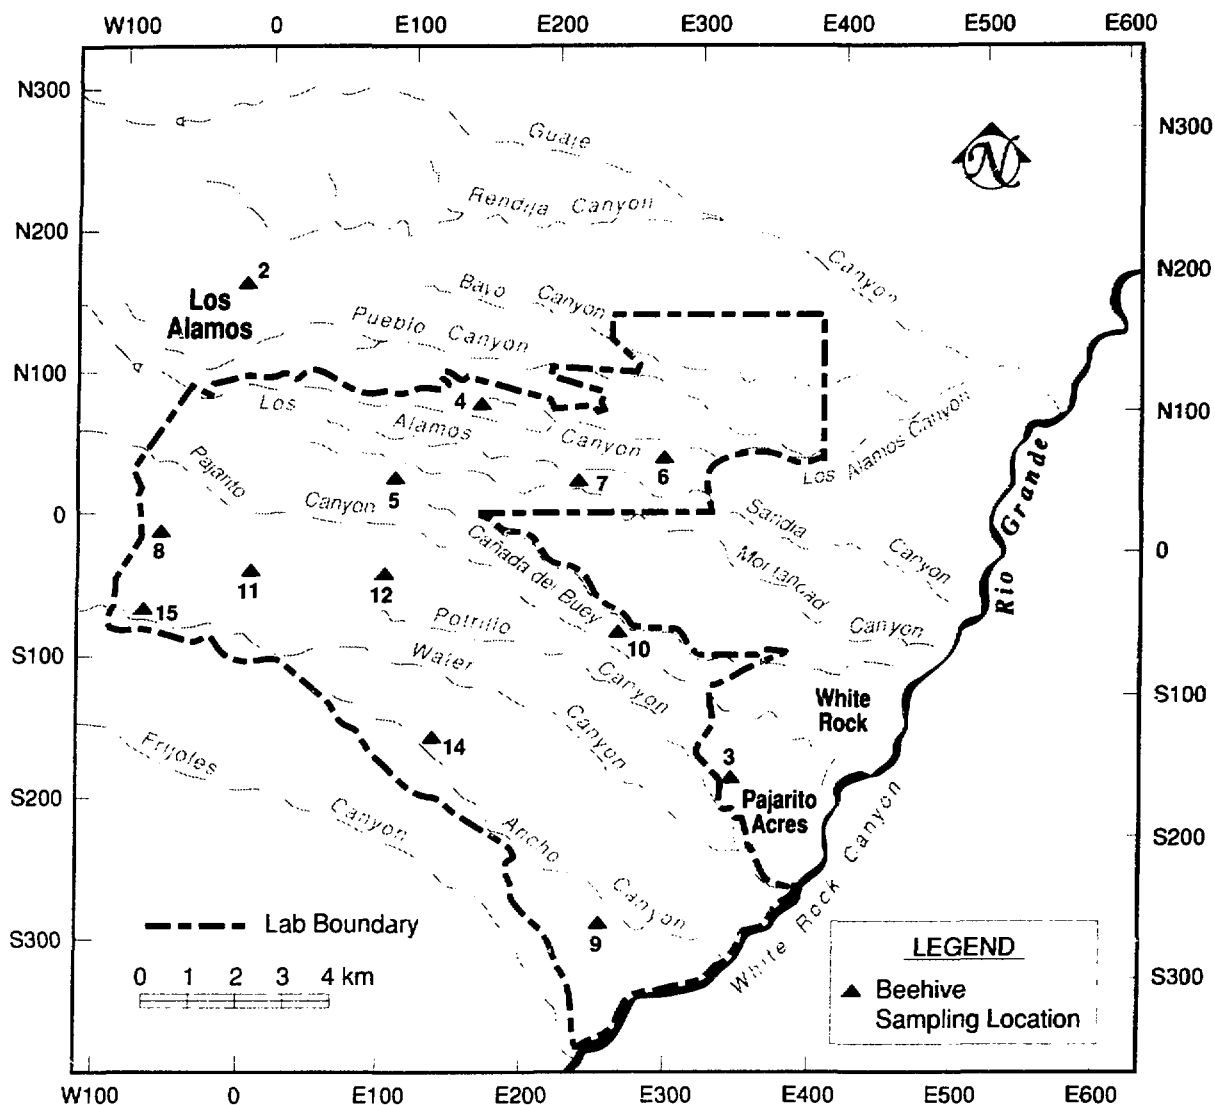 W100 0 E100 E200 E300 E400 E500 E600
N300
N300
Guaje
N
Rendija Canyon
N200
Canyon
N200
2
Los
Alamos
Bayo Canyon
Pueblo Canyon
N100
N100
Los
4
Alamos
Canyon
Los Alamos Canyon
6
7
5
Pajarito
Canyon
Sandia
Canyon
Rio Grande
0
0
8
Cañada del Buey
Mortandad
Canyon
11
12
15
Potrillo
Canyon
10
Water
Canyon
S100
S100
White
Rock
14
3
Frijoles
Canyon
S200
Pajarito
Acres
S200
Ancho
Canyon
White Rock Canyon
9
Lab Boundary
S300
S300
0 1 2 3 4 km
LEGEND
Beehive
Sampling Location
W100 0 E100 E200 E300 E400 E500 E600